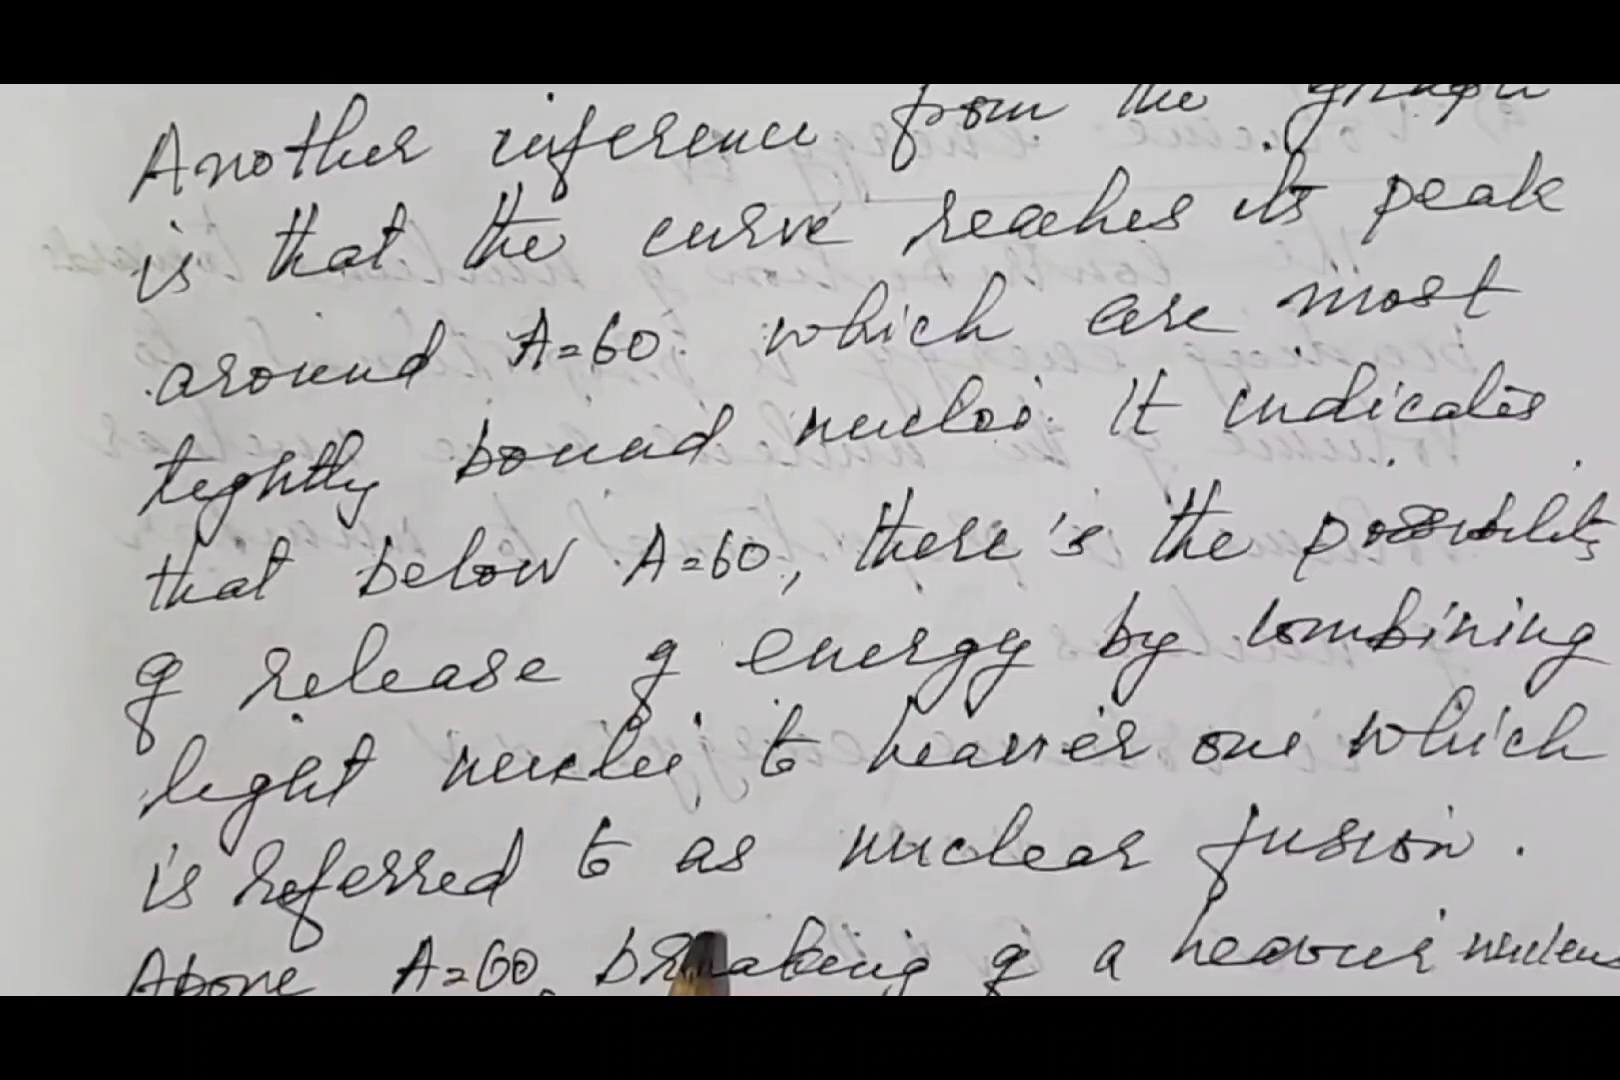 Another inference from the graph
is that the curve reaches its peak
around A=60 which are most
tightly bound nuclei. It indicates
that below A=60, there's the possibility
of release of energy by combining
light nuclei to heavier one which
is referred to as nuclear fusion.
Above A=60, breaking of a heavier nucleus